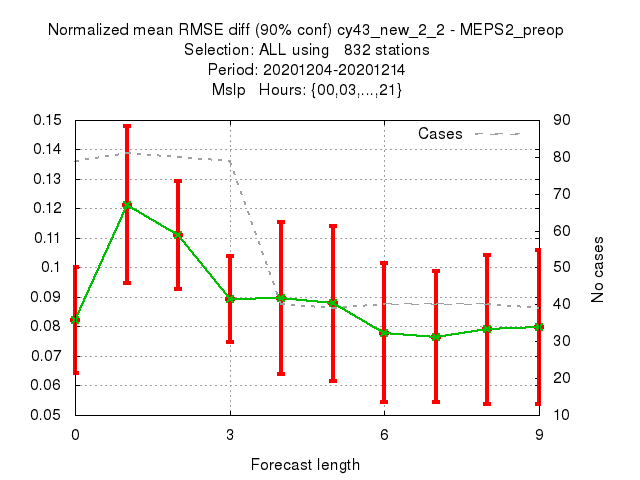 Normalized mean RMSE diff (90% conf) cy43_new_2_2 - MEPS2_preop
Selection: ALL using 832 stations
Period: 20201204-20201214
Mslp Hours: {00,03,...,21}
0.15 90
Cases
0.14 80
0.13
0.12 70
0.11 60
0.1 50
0.09 40
0.08 30
0.07
0.06 20
0.05 10
No cases
0 3 6 9
Forecast length